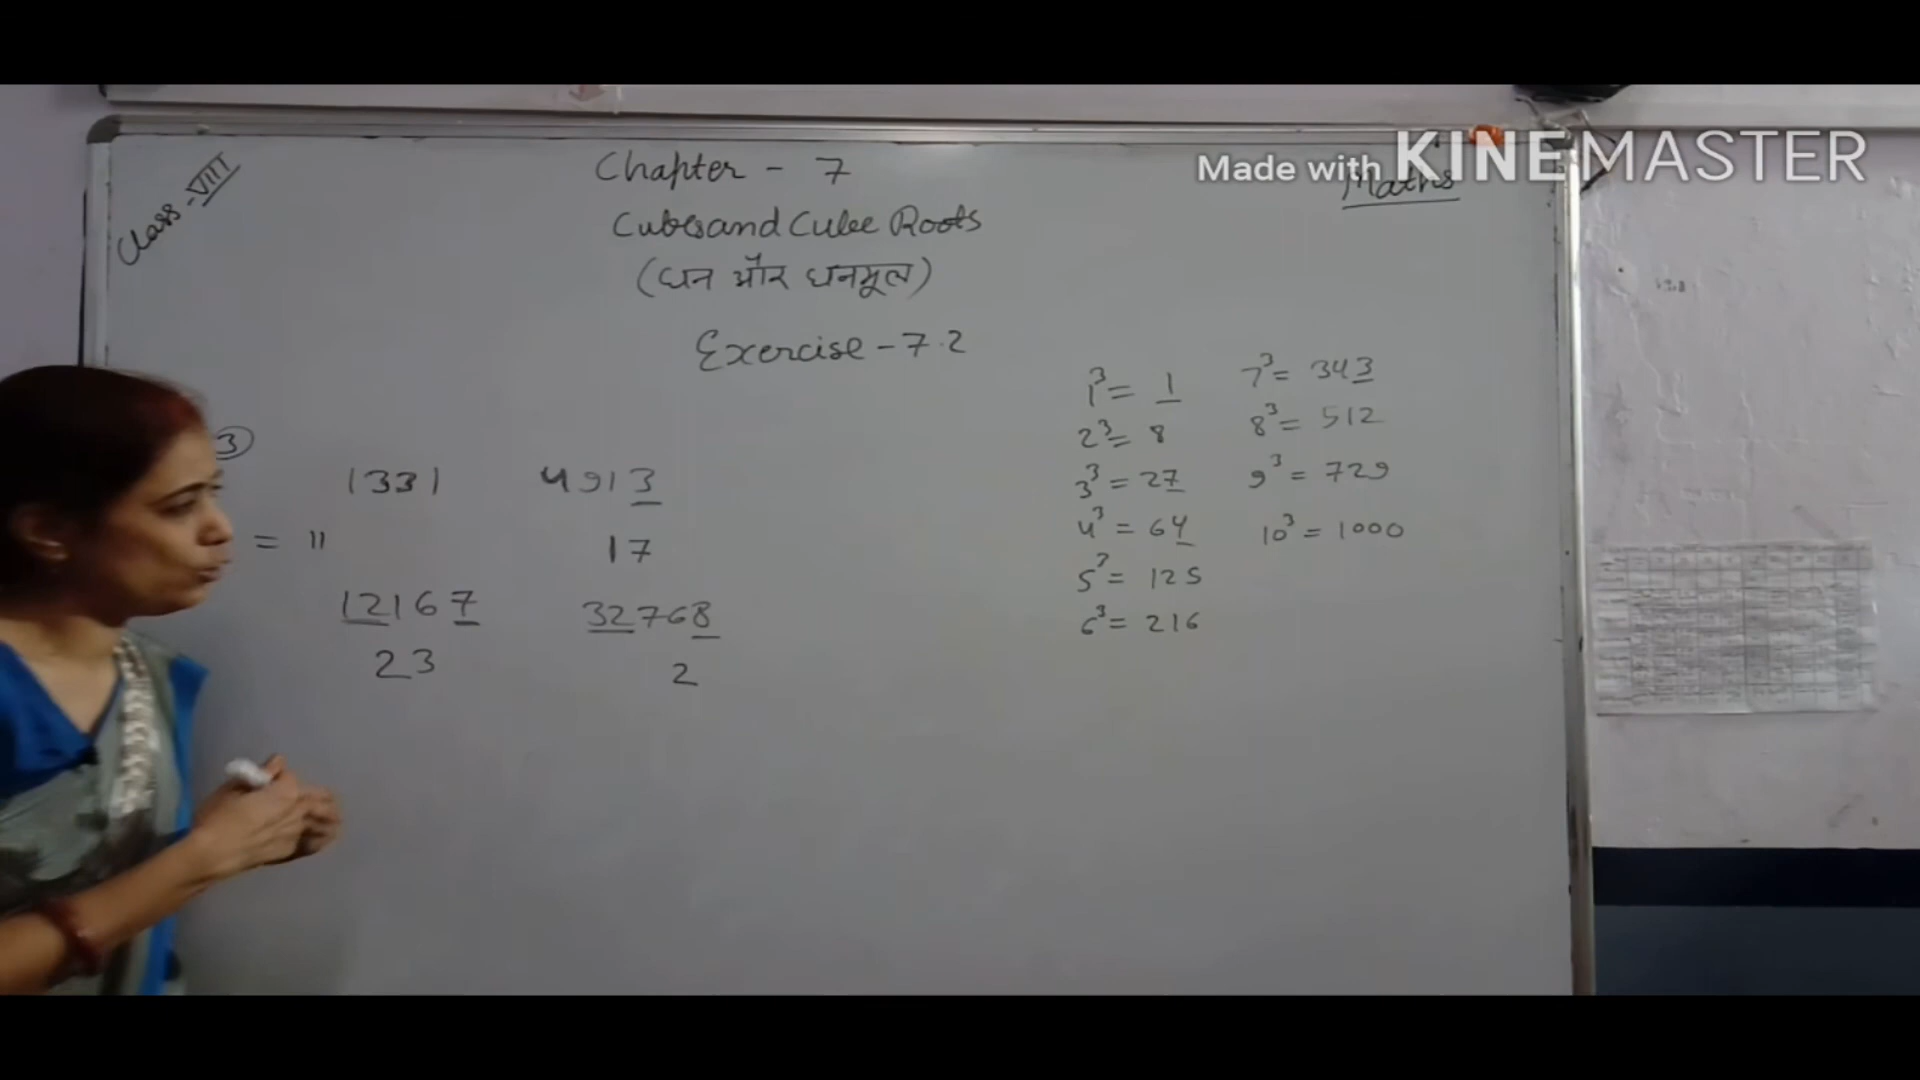 Made with KINEMASTER
Class - VIII
Chapter - 7
Maths
Cubes and Cube Roots
(घन और घनमूल)
Exercise - 7.2
3
1331 4913
= 11 17
12167 32768
23 2
1³ = 1 7³ = 343
2³ = 8 8³ = 512
3³ = 27 9³ = 729
4³ = 64 10³ = 1000
5³ = 125
6³ = 216